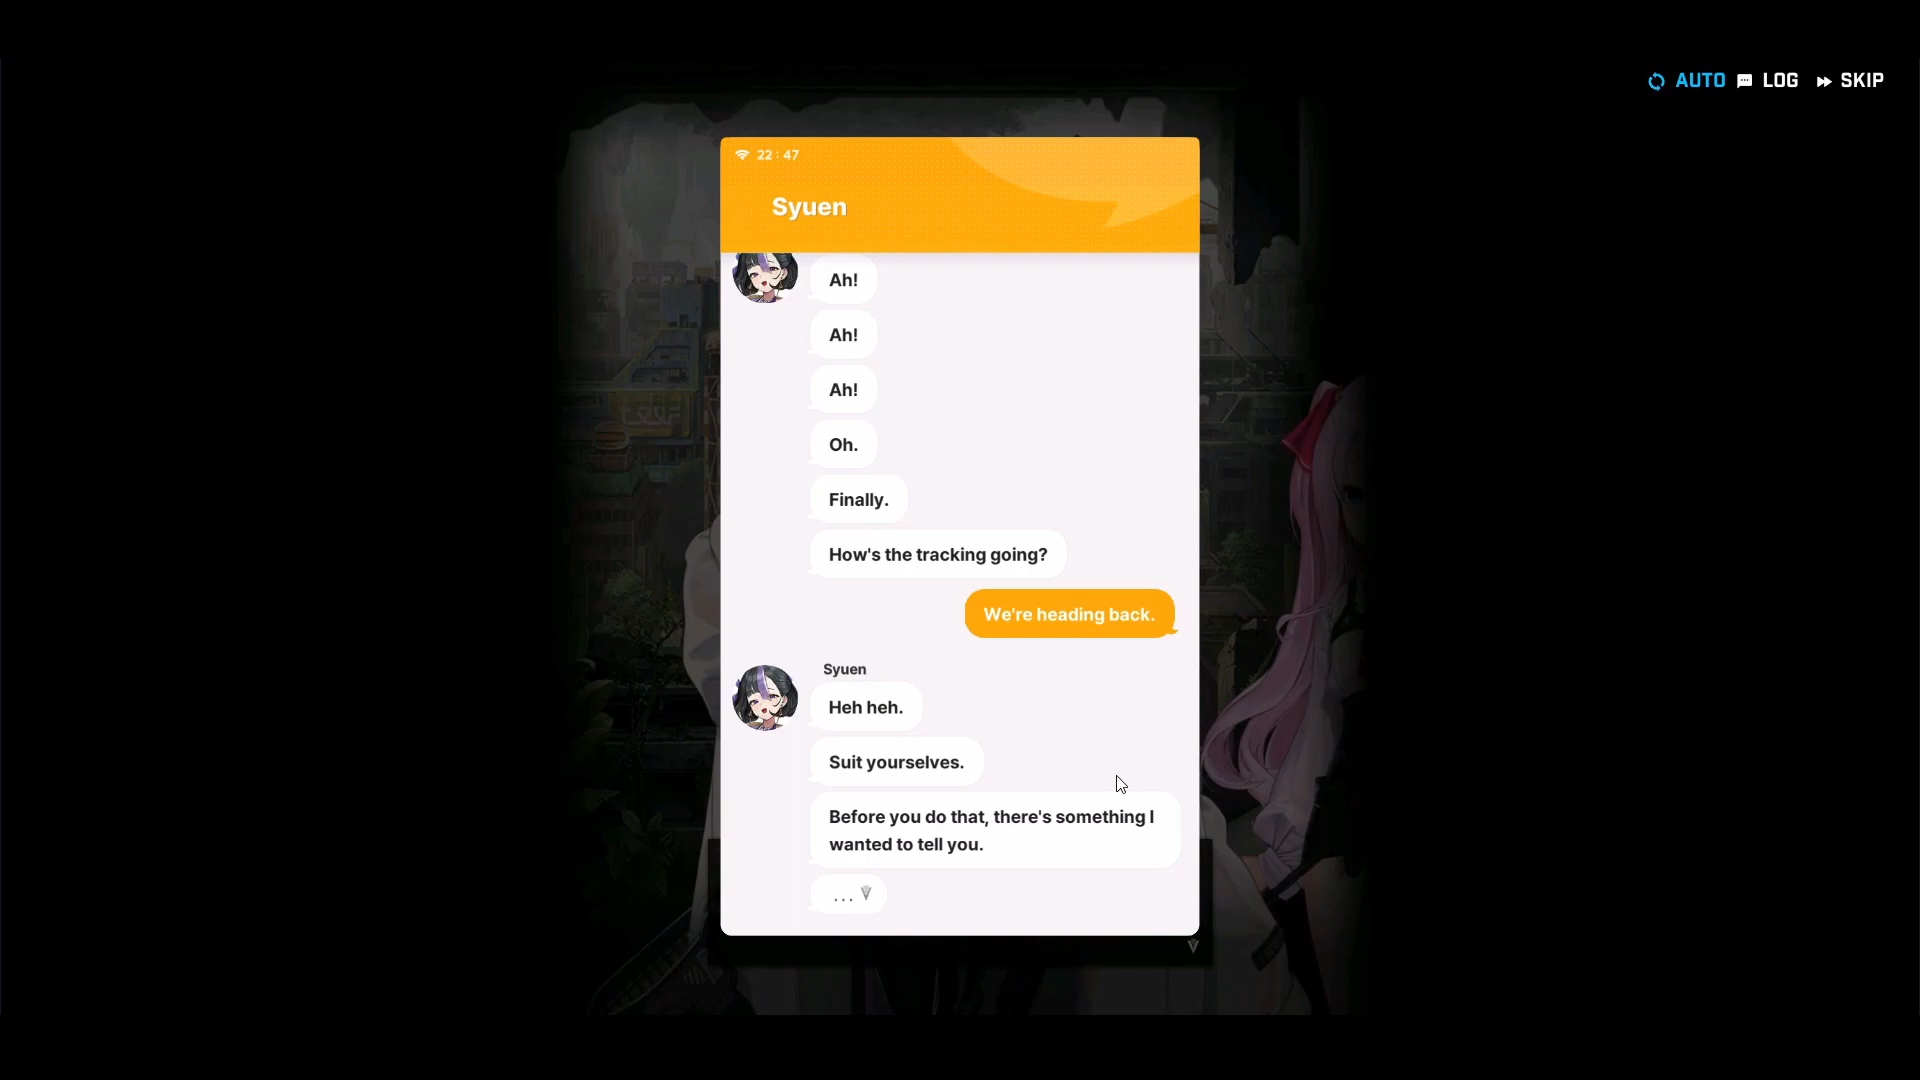 AUTO
LOG
SKIP
22 : 47
Syuen
Ah!
Ah!
Ah!
Oh.
Finally.
How's the tracking going?
We're heading back.
Syuen
Heh heh.
Suit yourselves.
Before you do that, there's something I
wanted to tell you.
...